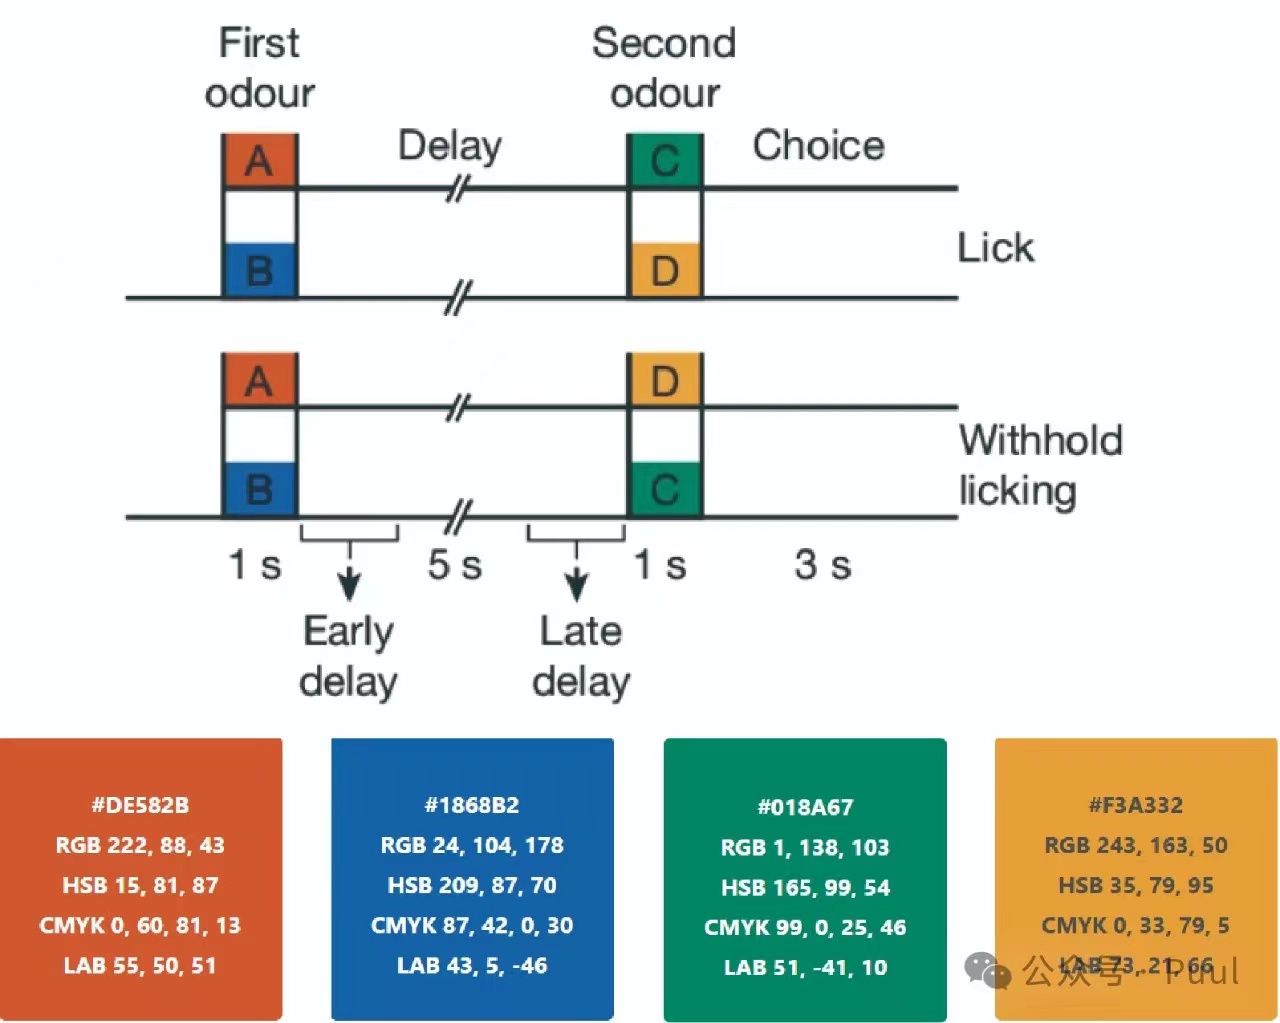 First odour
Second odour
A
Delay
C
Choice
B
D
Lick
A
D
B
C
Withhold licking
1 s
5 s
1 s
3 s
Early delay
Late delay
#DE582B
RGB 222, 88, 43
HSB 15, 81, 87
CMYK 0, 60, 81, 13
LAB 55, 50, 51
#1868B2
RGB 24, 104, 178
HSB 209, 87, 70
CMYK 87, 42, 0, 30
LAB 43, 5, -46
#018A67
RGB 1, 138, 103
HSB 165, 99, 54
CMYK 99, 0, 25, 46
LAB 51, -41, 10
#F3A332
RGB 243, 163, 50
HSB 35, 79, 95
CMYK 0, 33, 79, 5
LAB 73, 21, 66
公众号 · Puul